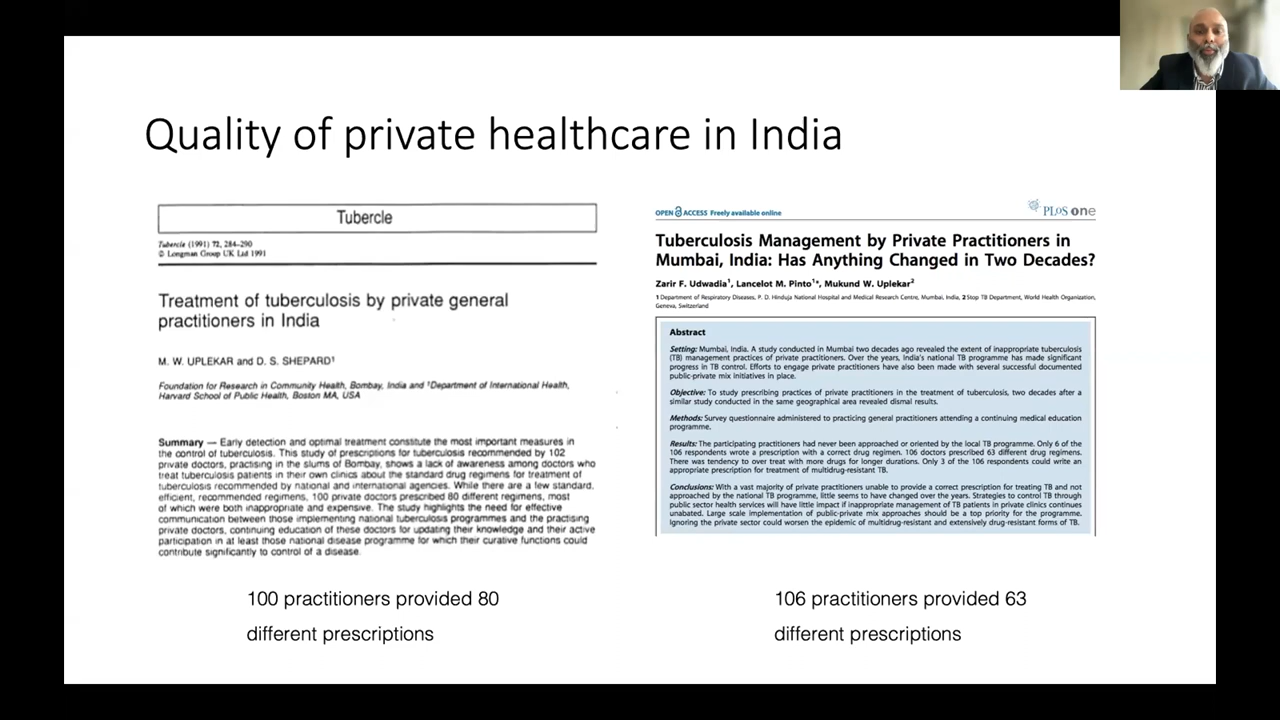 Quality of private healthcare in India
Tubercle
Tubercle (1991) 72, 284–290
© Longman Group UK Ltd 1991
Treatment of tuberculosis by private general
practitioners in India
M. W. UPLEKAR and D. S. SHEPARD†
Foundation for Research in Community Health, Bombay, India and †Department of International Health,
Harvard School of Public Health, Boston MA, USA
Summary — Early detection and optimal treatment constitute the most important measures in
the control of tuberculosis. This study of prescriptions for tuberculosis recommended by 102
private doctors, practising in the slums of Bombay, shows a lack of awareness among doctors who
treat tuberculosis patients in their own clinics about the standard drug regimens for treatment of
tuberculosis recommended by national and international agencies. While there are a few standard,
efficient, recommended regimens, 100 private doctors prescribed 80 different regimens, most
of which were both inappropriate and expensive. The study highlights the need for effective
communication between those implementing national tuberculosis programmes and the practising
private doctors, continuing education of these doctors for updating their knowledge and their active
participation in at least those national disease programme for which their curative functions could
contribute significantly to control of a disease.
100 practitioners provided 80
different prescriptions
OPEN ACCESS Freely available online
PLoS one
Tuberculosis Management by Private Practitioners in
Mumbai, India: Has Anything Changed in Two Decades?
Zarir F. Udwadia1, Lancelot M. Pinto1*, Mukund W. Uplekar2
1 Department of Respiratory Diseases, P. D. Hinduja National Hospital and Medical Research Centre, Mumbai, India, 2 Stop TB Department, World Health Organization,
Geneva, Switzerland
Abstract
Setting: Mumbai, India. A study conducted in Mumbai two decades ago revealed the extent of inappropriate tuberculosis
(TB) management practices of private practitioners. Over the years, India's national TB programme has made significant
progress in TB control. Efforts to engage private practitioners have also been made with several successful documented
public-private mix initiatives in place.
Objective: To study prescribing practices of private practitioners in the treatment of tuberculosis, two decades after a
similar study conducted in the same geographical area revealed dismal results.
Methods: Survey questionnaire administered to practicing general practitioners attending a continuing medical education
programme.
Results: The participating practitioners had never been approached or oriented by the local TB programme. Only 6 of the
106 respondents wrote a prescription with a correct drug regimen. 106 doctors prescribed 63 different drug regimens.
There was tendency to over treat with more drugs for longer durations. Only 3 of the 106 respondents could write an
appropriate prescription for treatment of multidrug-resistant TB.
Conclusions: With a vast majority of private practitioners unable to provide a correct prescription for treating TB and not
approached by the national TB programme, little seems to have changed over the years. Strategies to control TB through
public sector health services will have little impact if inappropriate management of TB patients in private clinics continues
unabated. Large scale implementation of public-private mix approaches should be a top priority for the programme.
Ignoring the private sector could worsen the epidemic of multidrug-resistant and extensively drug-resistant forms of TB.
106 practitioners provided 63
different prescriptions